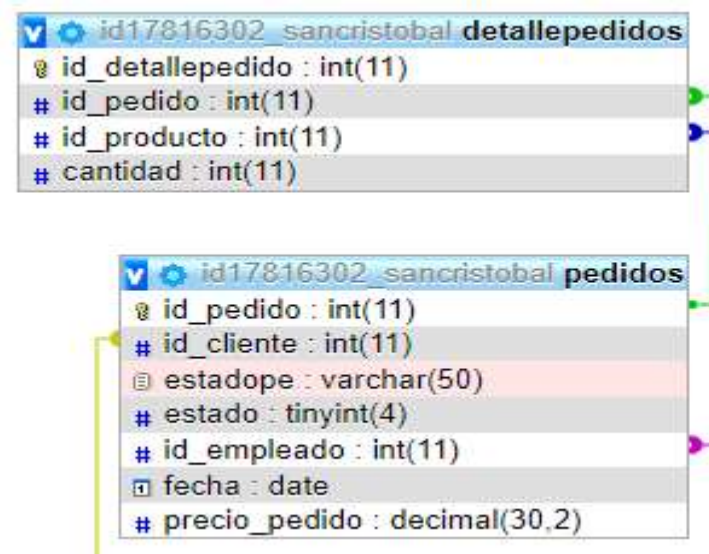 id17816302_sancristobal detallepedidos
id_detallepedido : int(11)
# id_pedido : int(11)
# id_producto : int(11)
# cantidad : int(11)
id17816302_sancristobal pedidos
id_pedido : int(11)
# id_cliente : int(11)
estadope : varchar(50)
# estado : tinyint(4)
# id_empleado : int(11)
fecha : date
# precio_pedido : decimal(30,2)